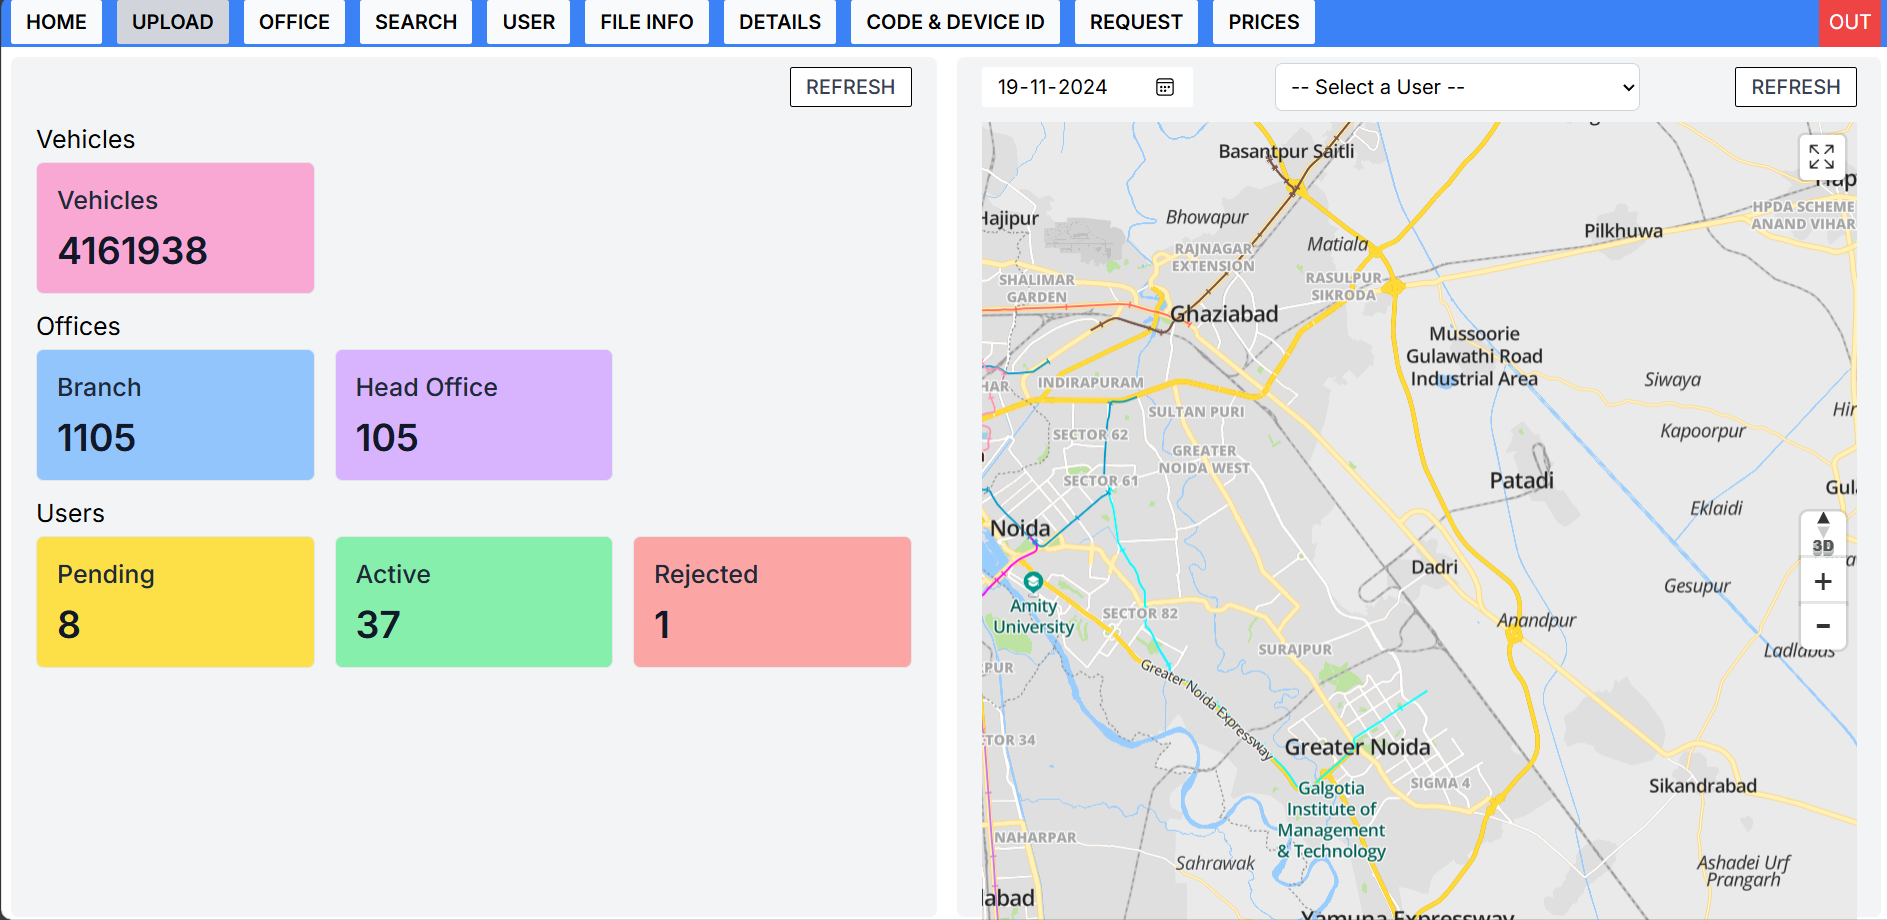 HOME UPLOAD OFFICE SEARCH USER FILE INFO DETAILS CODE & DEVICE ID REQUEST PRICES OUT
REFRESH
Vehicles
Vehicles
4161938
Offices
Branch
1105
Head Office
105
Users
Pending
8
Active
37
Rejected
1
19-11-2024
-- Select a User --
REFRESH
Basantpur Saitli
Hajipur
Bhowapur
RAJNAGAR
EXTENSION
Matiala
Pilkhuwa
HPDA SCHEME
ANAND VIHAR
SHALIMAR
GARDEN
RASULPUR
SIKRODA
Ghaziabad
Mussoorie
Gulawathi Road
Industrial Area
INDIRAPURAM
SULTAN PURI
Siwaya
SECTOR 62
GREATER
NOIDA WEST
Kapoorpur
SECTOR 61
Patadi
Eklaidi
Noida
3D
+
−
Dadri
Gesupur
Amity
University
SECTOR 82
Anandpur
SURAJPUR
Ladlabas
Greater Noida Expressway
TOR 34
Greater Noida
SIGMA 4
Sikandrabad
Galgotia
Institute of
Management
& Technology
NAHARPAR
Sahrawak
Ashadei Urf
Prangarh
labad
Yamuna Expressway